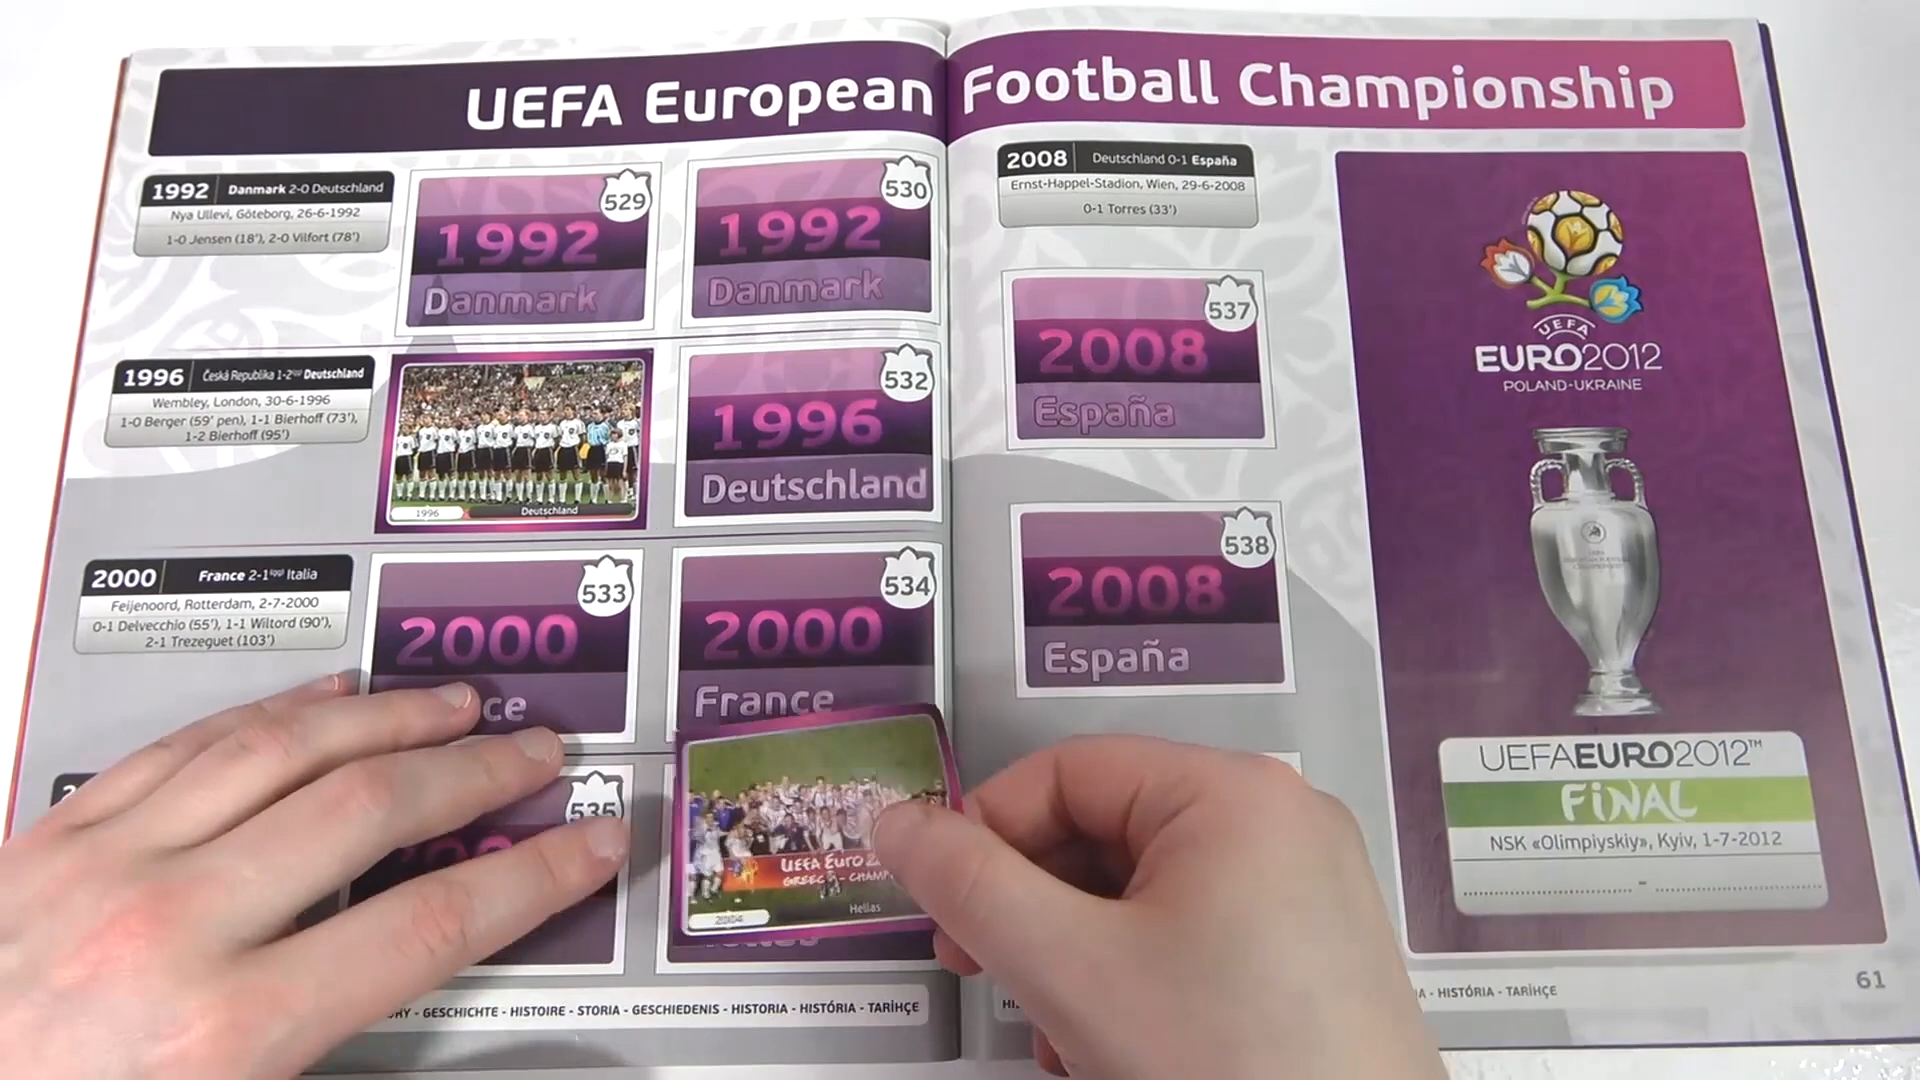 UEFA European Football Championship
1992 Danmark 2-0 Deutschland
Nya Ullevi, Göteborg, 26-6-1992
1-0 Jensen (18'), 2-0 Vilfort (78')
529
1992
Danmark
530
1992
Danmark
1996 Česká Republika 1-2 Deutschland
Wembley, London, 30-6-1996
1-0 Berger (59' pen), 1-1 Bierhoff (73'),
1-2 Bierhoff (95')
1996 Deutschland
532
1996
Deutschland
2000 France 2-1 Italia
Feijenoord, Rotterdam, 2-7-2000
0-1 Delvecchio (55'), 1-1 Wiltord (90'),
2-1 Trezeguet (103')
533
2000
ce
534
2000
France
2
535
UEFA Euro 2
GREEC - CHAMP
2004 Hellas
RY - GESCHICHTE - HISTOIRE - STORIA - GESCHIEDENIS - HISTORIA - HISTÓRIA - TARİHÇE
2008 Deutschland 0-1 España
Ernst-Happel-Stadion, Wien, 29-6-2008
0-1 Torres (33')
537
2008
España
538
2008
España
UEFA
EURO2012
POLAND-UKRAINE
UEFAEURO2012™
FINAL
NSK «Olimpiyskiy», Kyiv, 1-7-2012
-
HI
A - HISTÓRIA - TARİHÇE
61